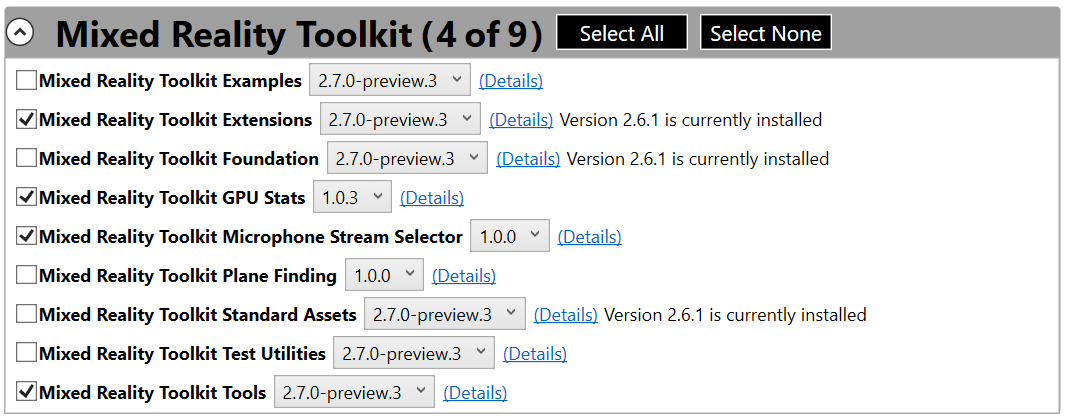 Mixed Reality Toolkit (4 of 9) Select All Select None
Mixed Reality Toolkit Examples 2.7.0-preview.3 (Details)
Mixed Reality Toolkit Extensions 2.7.0-preview.3 (Details) Version 2.6.1 is currently installed
Mixed Reality Toolkit Foundation 2.7.0-preview.3 (Details) Version 2.6.1 is currently installed
Mixed Reality Toolkit GPU Stats 1.0.3 (Details)
Mixed Reality Toolkit Microphone Stream Selector 1.0.0 (Details)
Mixed Reality Toolkit Plane Finding 1.0.0 (Details)
Mixed Reality Toolkit Standard Assets 2.7.0-preview.3 (Details) Version 2.6.1 is currently installed
Mixed Reality Toolkit Test Utilities 2.7.0-preview.3 (Details)
Mixed Reality Toolkit Tools 2.7.0-preview.3 (Details)